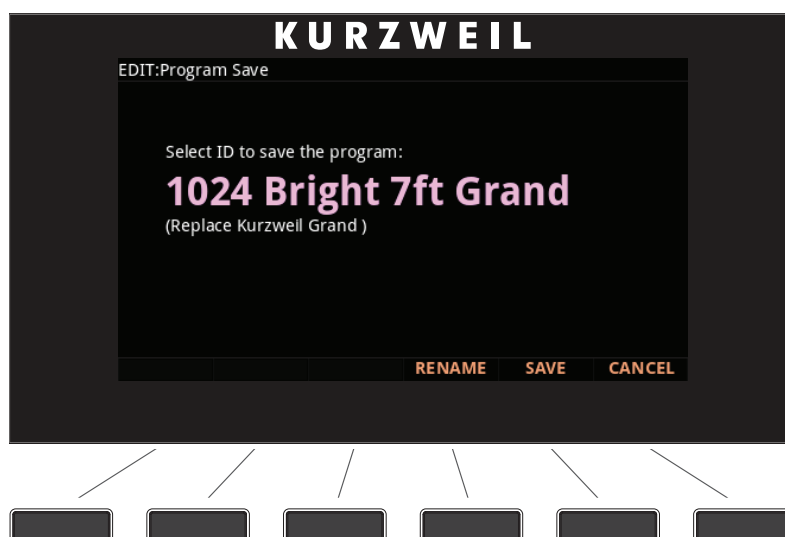 KURZWEIL
EDIT:Program Save
Select ID to save the program:
1024 Bright 7ft Grand
(Replace Kurzweil Grand )
RENAME SAVE CANCEL